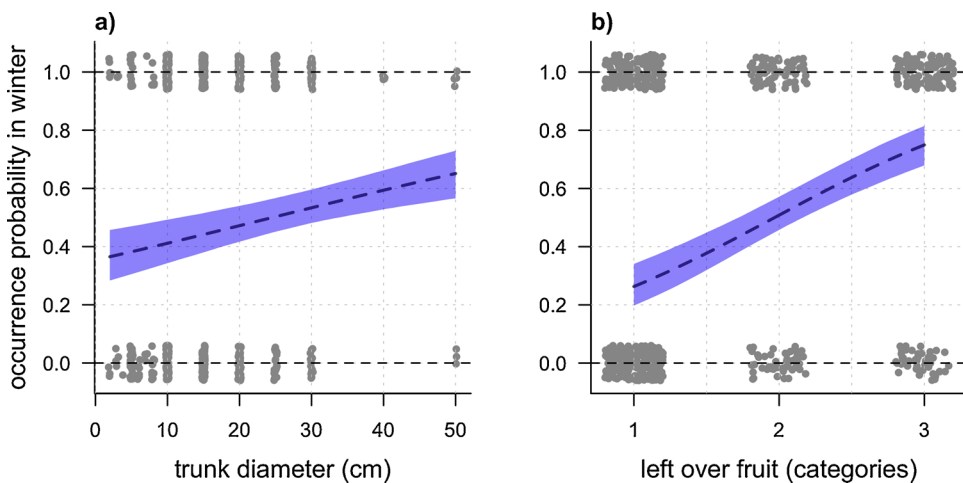 a)
b)
occurrence probability in winter
1.0
0.8
0.6
0.4
0.2
0.0
0 10 20 30 40 50
trunk diameter (cm)
1.0
0.8
0.6
0.4
0.2
0.0
1 2 3
left over fruit (categories)